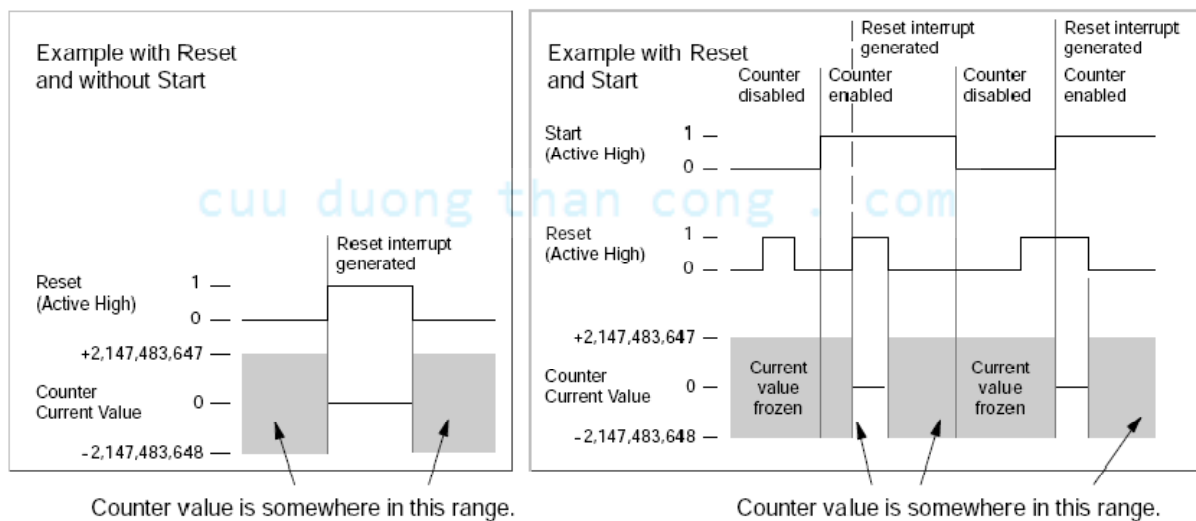 Example with Reset
and without Start
Reset interrupt
generated
Reset
(Active High)
1
0
+2,147,483,647
Counter
Current Value
0
-2,147,483,648
Counter value is somewhere in this range.
Example with Reset
and Start
Reset interrupt
generated
Reset interrupt
generated
Counter
disabled
Counter
enabled
Counter
disabled
Counter
enabled
Start
(Active High)
1
0
Reset
(Active High)
1
0
+2,147,483,647
Counter
Current Value
0
-2,147,483,648
Current
value
frozen
Current
value
frozen
Counter value is somewhere in this range.
cuu duong than cong . com